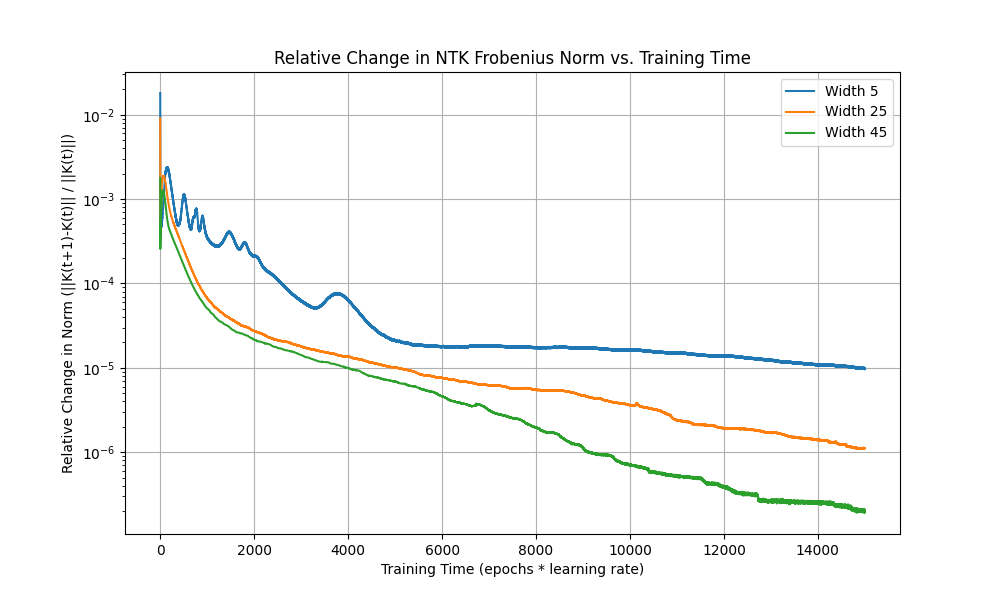 Relative Change in NTK Frobenius Norm vs. Training Time
Relative Change in Norm (||K(t+1)-K(t)|| / ||K(t)||)
10⁻²
10⁻³
10⁻⁴
10⁻⁵
10⁻⁶
Width 5
Width 25
Width 45
0 2000 4000 6000 8000 10000 12000 14000
Training Time (epochs * learning rate)